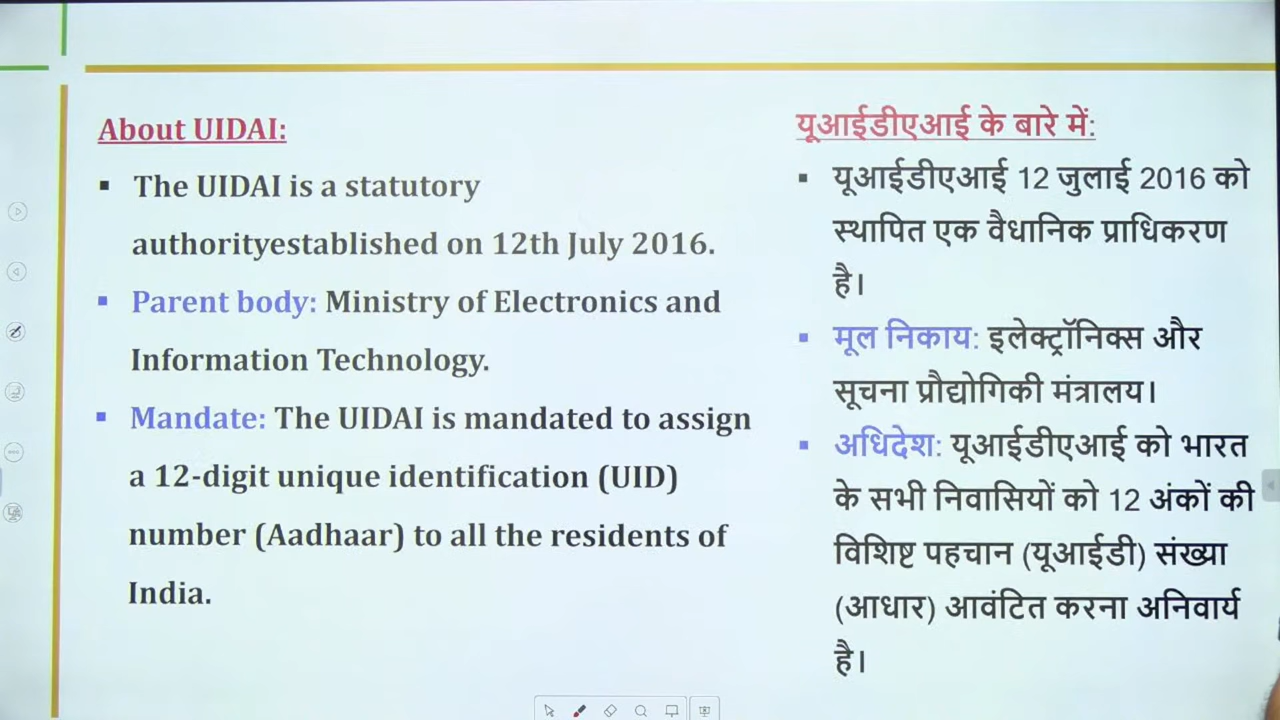 About UIDAI:
▪ The UIDAI is a statutory
authorityestablished on 12th July 2016.
▪ Parent body: Ministry of Electronics and
Information Technology.
▪ Mandate: The UIDAI is mandated to assign
a 12-digit unique identification (UID)
number (Aadhaar) to all the residents of
India.
यूआईडीएआई के बारे में:
▪ यूआईडीएआई 12 जुलाई 2016 को
स्थापित एक वैधानिक प्राधिकरण
है।
▪ मूल निकाय: इलेक्ट्रॉनिक्स और
सूचना प्रौद्योगिकी मंत्रालय।
▪ अधिदेश: यूआईडीएआई को भारत
के सभी निवासियों को 12 अंकों की
विशिष्ट पहचान (यूआईडी) संख्या
(आधार) आवंटित करना अनिवार्य
है।